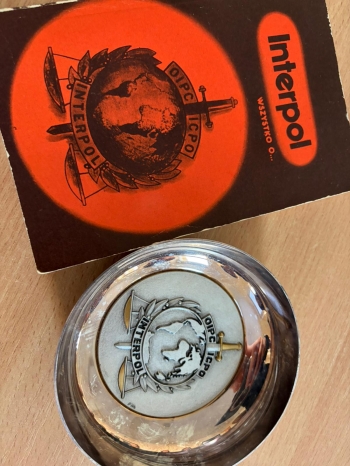 Interpol
WSZYSTKO O...
OIPC ICPO
INTERPOL
OIPC ICPO
INTERPOL